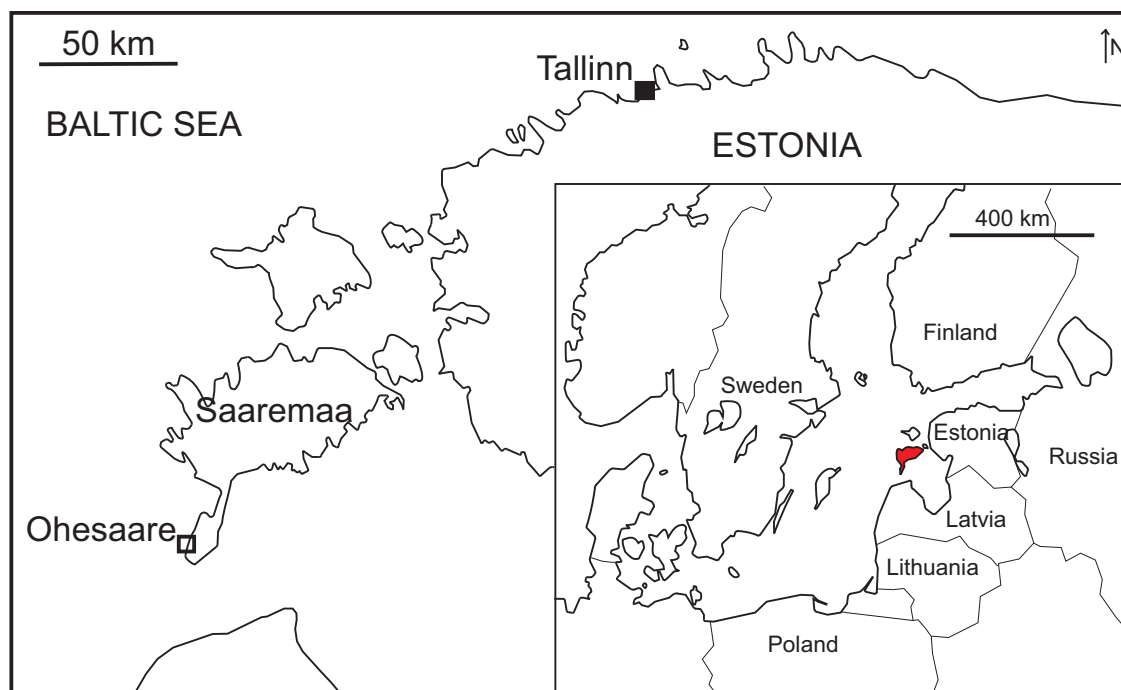 50 km
N
Tallinn
BALTIC SEA
ESTONIA
400 km
Finland
Sweden
Saaremaa
Estonia
Russia
Latvia
Ohesaare
Lithuania
Poland